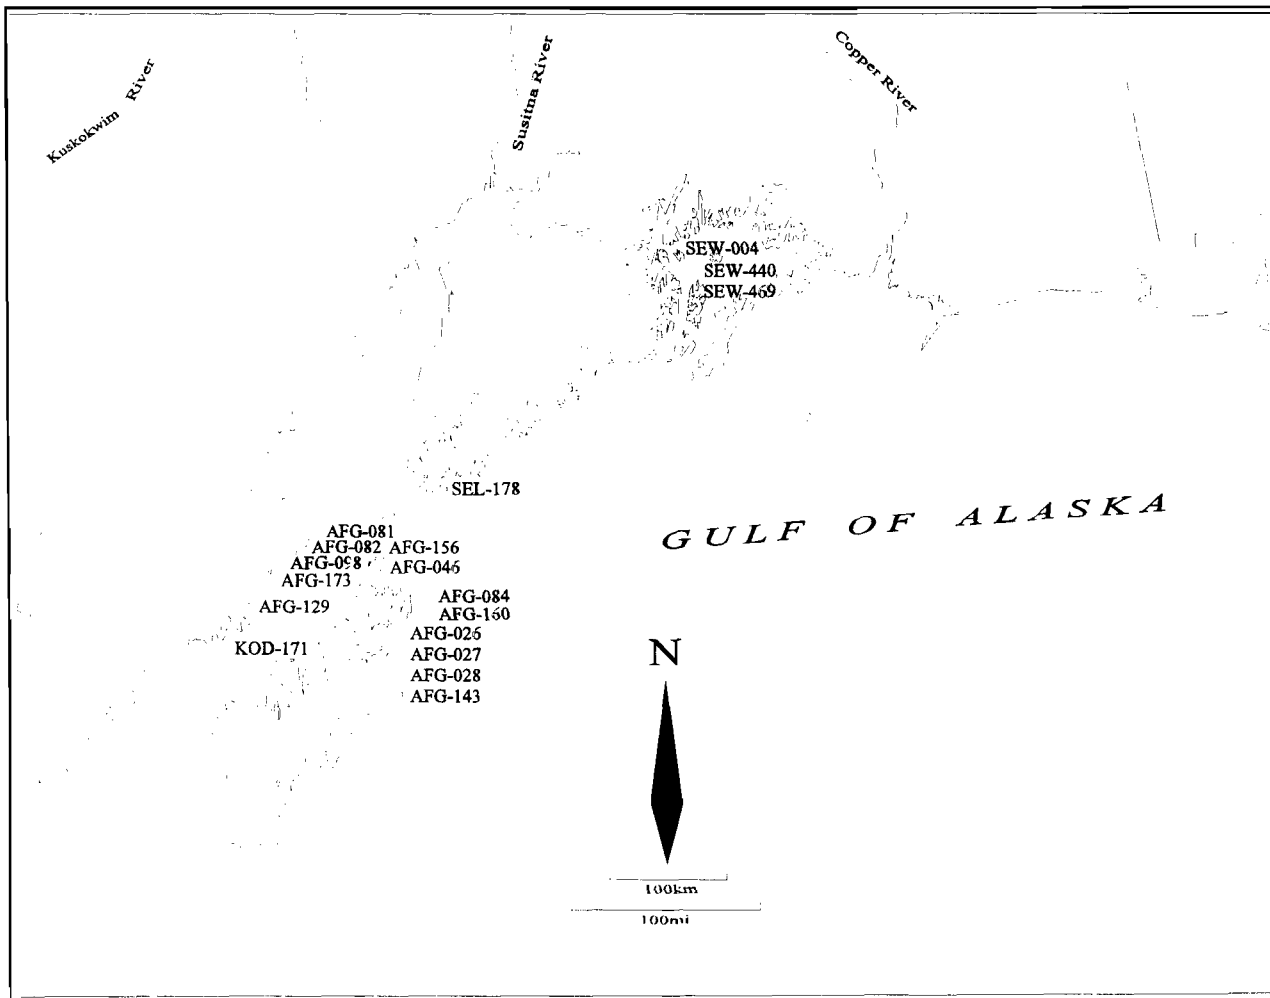 Kuskokwim River
Susitna River
Copper River
SEW-004
SEW-440
SEW-469
SEL-178
GULF OF ALASKA
AFG-081
AFG-082
AFG-156
AFG-098
AFG-046
AFG-173
AFG-084
AFG-129
AFG-160
AFG-026
KOD-171
AFG-027
AFG-028
AFG-143
N
100km
100mi